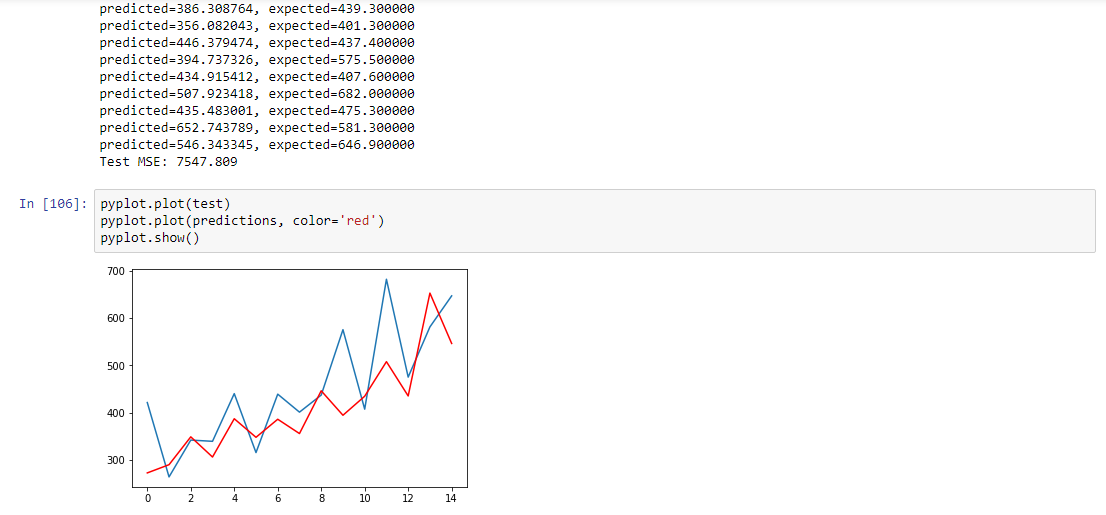 predicted=386.308764, expected=439.300000
predicted=356.082043, expected=401.300000
predicted=446.379474, expected=437.400000
predicted=394.737326, expected=575.500000
predicted=434.915412, expected=407.600000
predicted=507.923418, expected=682.000000
predicted=435.483001, expected=475.300000
predicted=652.743789, expected=581.300000
predicted=546.343345, expected=646.900000
Test MSE: 7547.809
In [106]: pyplot.plot(test)
pyplot.plot(predictions, color='red')
pyplot.show()
700
600
500
400
300
0 2 4 6 8 10 12 14